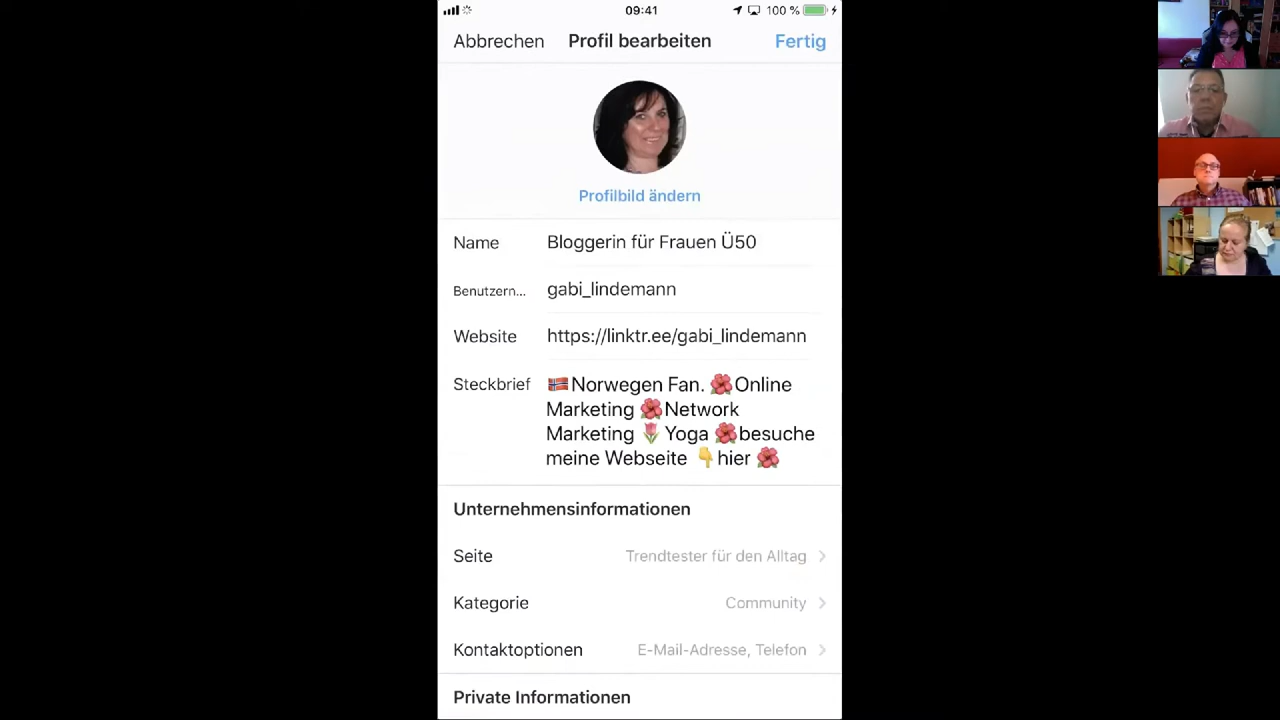 09:41
100 %
Abbrechen Profil bearbeiten Fertig
Profilbild ändern
Name Bloggerin für Frauen Ü50
Benutzern... gabi_lindemann
Website https://linktr.ee/gabi_lindemann
Steckbrief 🇳🇴Norwegen Fan. 🌺Online
Marketing 🌺Network
Marketing 🌷Yoga 🌺besuche
meine Webseite 👇hier 🌺
Unternehmensinformationen
Seite Trendtester für den Alltag
Kategorie Community
Kontaktoptionen E-Mail-Adresse, Telefon
Private Informationen